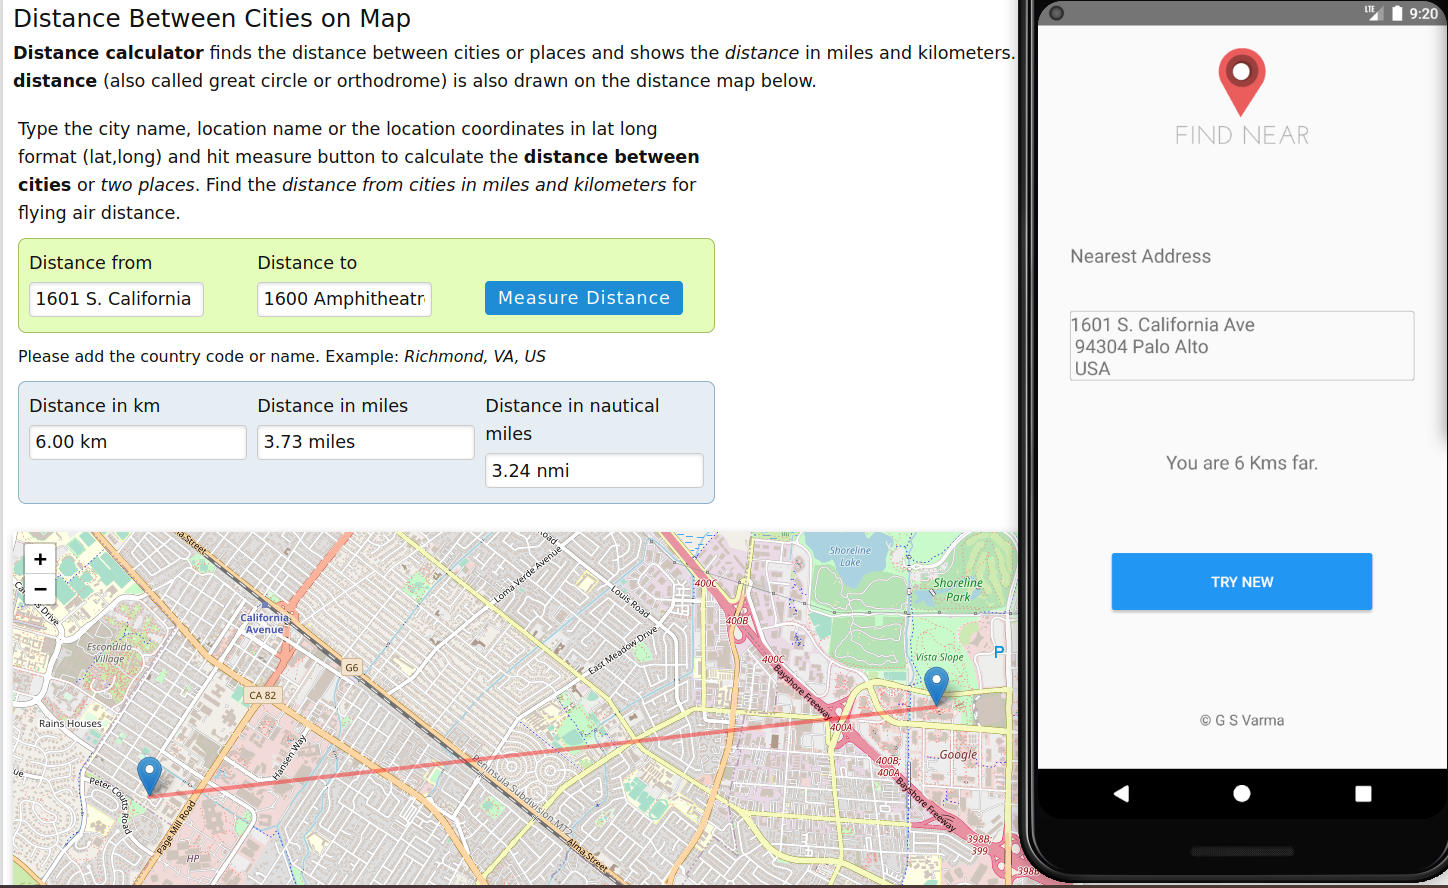 Distance Between Cities on Map
Distance calculator finds the distance between cities or places and shows the distance in miles and kilometers.
distance (also called great circle or orthodrome) is also drawn on the distance map below.
Type the city name, location name or the location coordinates in lat long
format (lat,long) and hit measure button to calculate the distance between
cities or two places. Find the distance from cities in miles and kilometers for
flying air distance.
Distance from
Distance to
1601 S. California
1600 Amphitheatr
Measure Distance
Please add the country code or name. Example: Richmond, VA, US
Distance in km
Distance in miles
Distance in nautical
miles
6.00 km
3.73 miles
3.24 nmi
+
−
ma Street
California
Avenue
Escondido
Village
G6
CA 82
Rains Houses
Peter Coutts Road
Page Mill Road
HP
Hansen Way
Loma Verde Avenue
Louis Road
East Meadow Drive
Peninsula Subdivision MT2
Alma Street
400C
400B
400C
Bayshore Freeway
400A
400B;
400A
Bayshore Freeway
398B;
399
398B
Shoreline
Lake
Shoreline
Park
Vista Slope
P
Google
LTE
9:20
FIND NEAR
Nearest Address
1601 S. California Ave
94304 Palo Alto
USA
You are 6 Kms far.
TRY NEW
© G S Varma